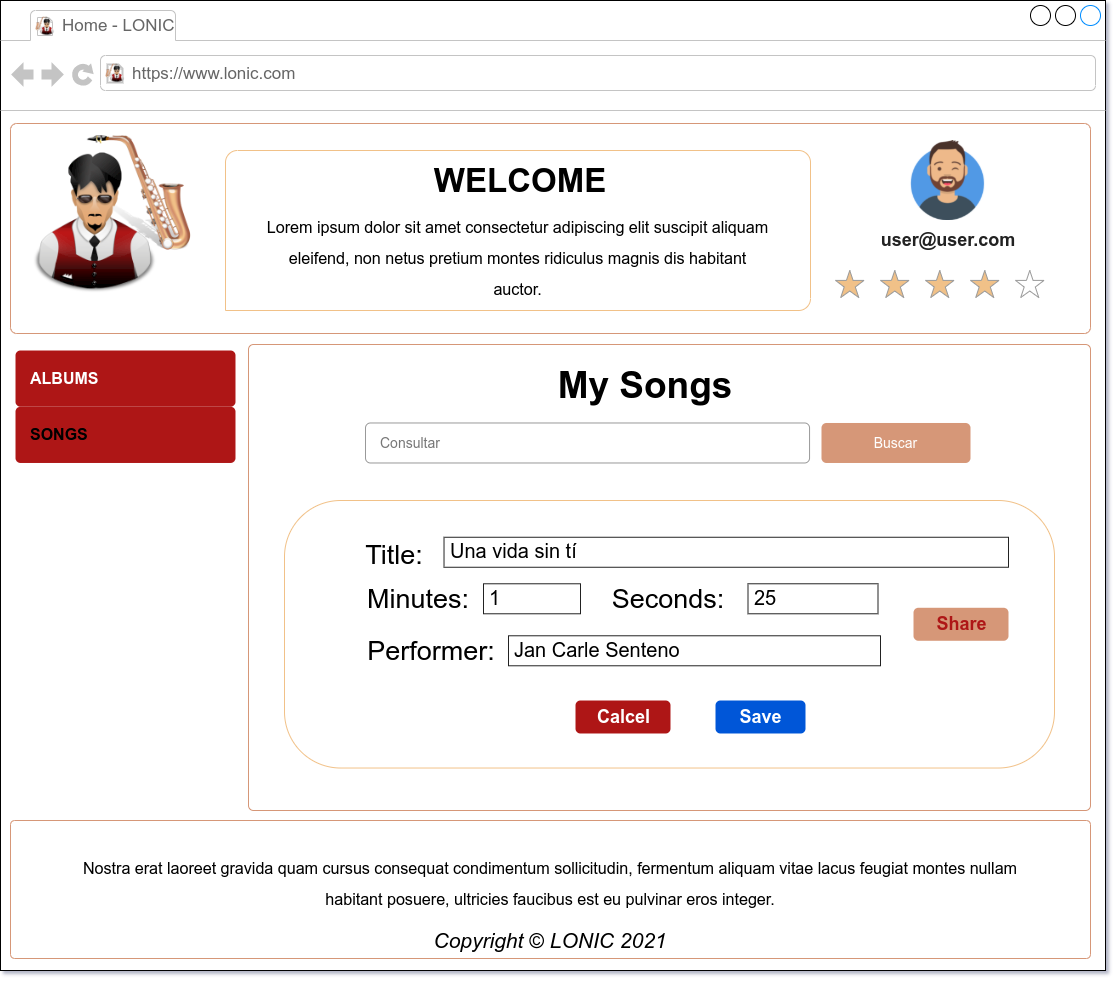 Home - LONIC
https://www.lonic.com
WELCOME
Lorem ipsum dolor sit amet consectetur adipiscing elit suscipit aliquam
eleifend, non netus pretium montes ridiculus magnis dis habitant
auctor.
user@user.com
ALBUMS
SONGS
My Songs
Consultar
Buscar
Title:
Una vida sin tí
Minutes:
1
Seconds:
25
Share
Performer:
Jan Carle Senteno
Calcel
Save
Nostra erat laoreet gravida quam cursus consequat condimentum sollicitudin, fermentum aliquam vitae lacus feugiat montes nullam
habitant posuere, ultricies faucibus est eu pulvinar eros integer.
Copyright © LONIC 2021